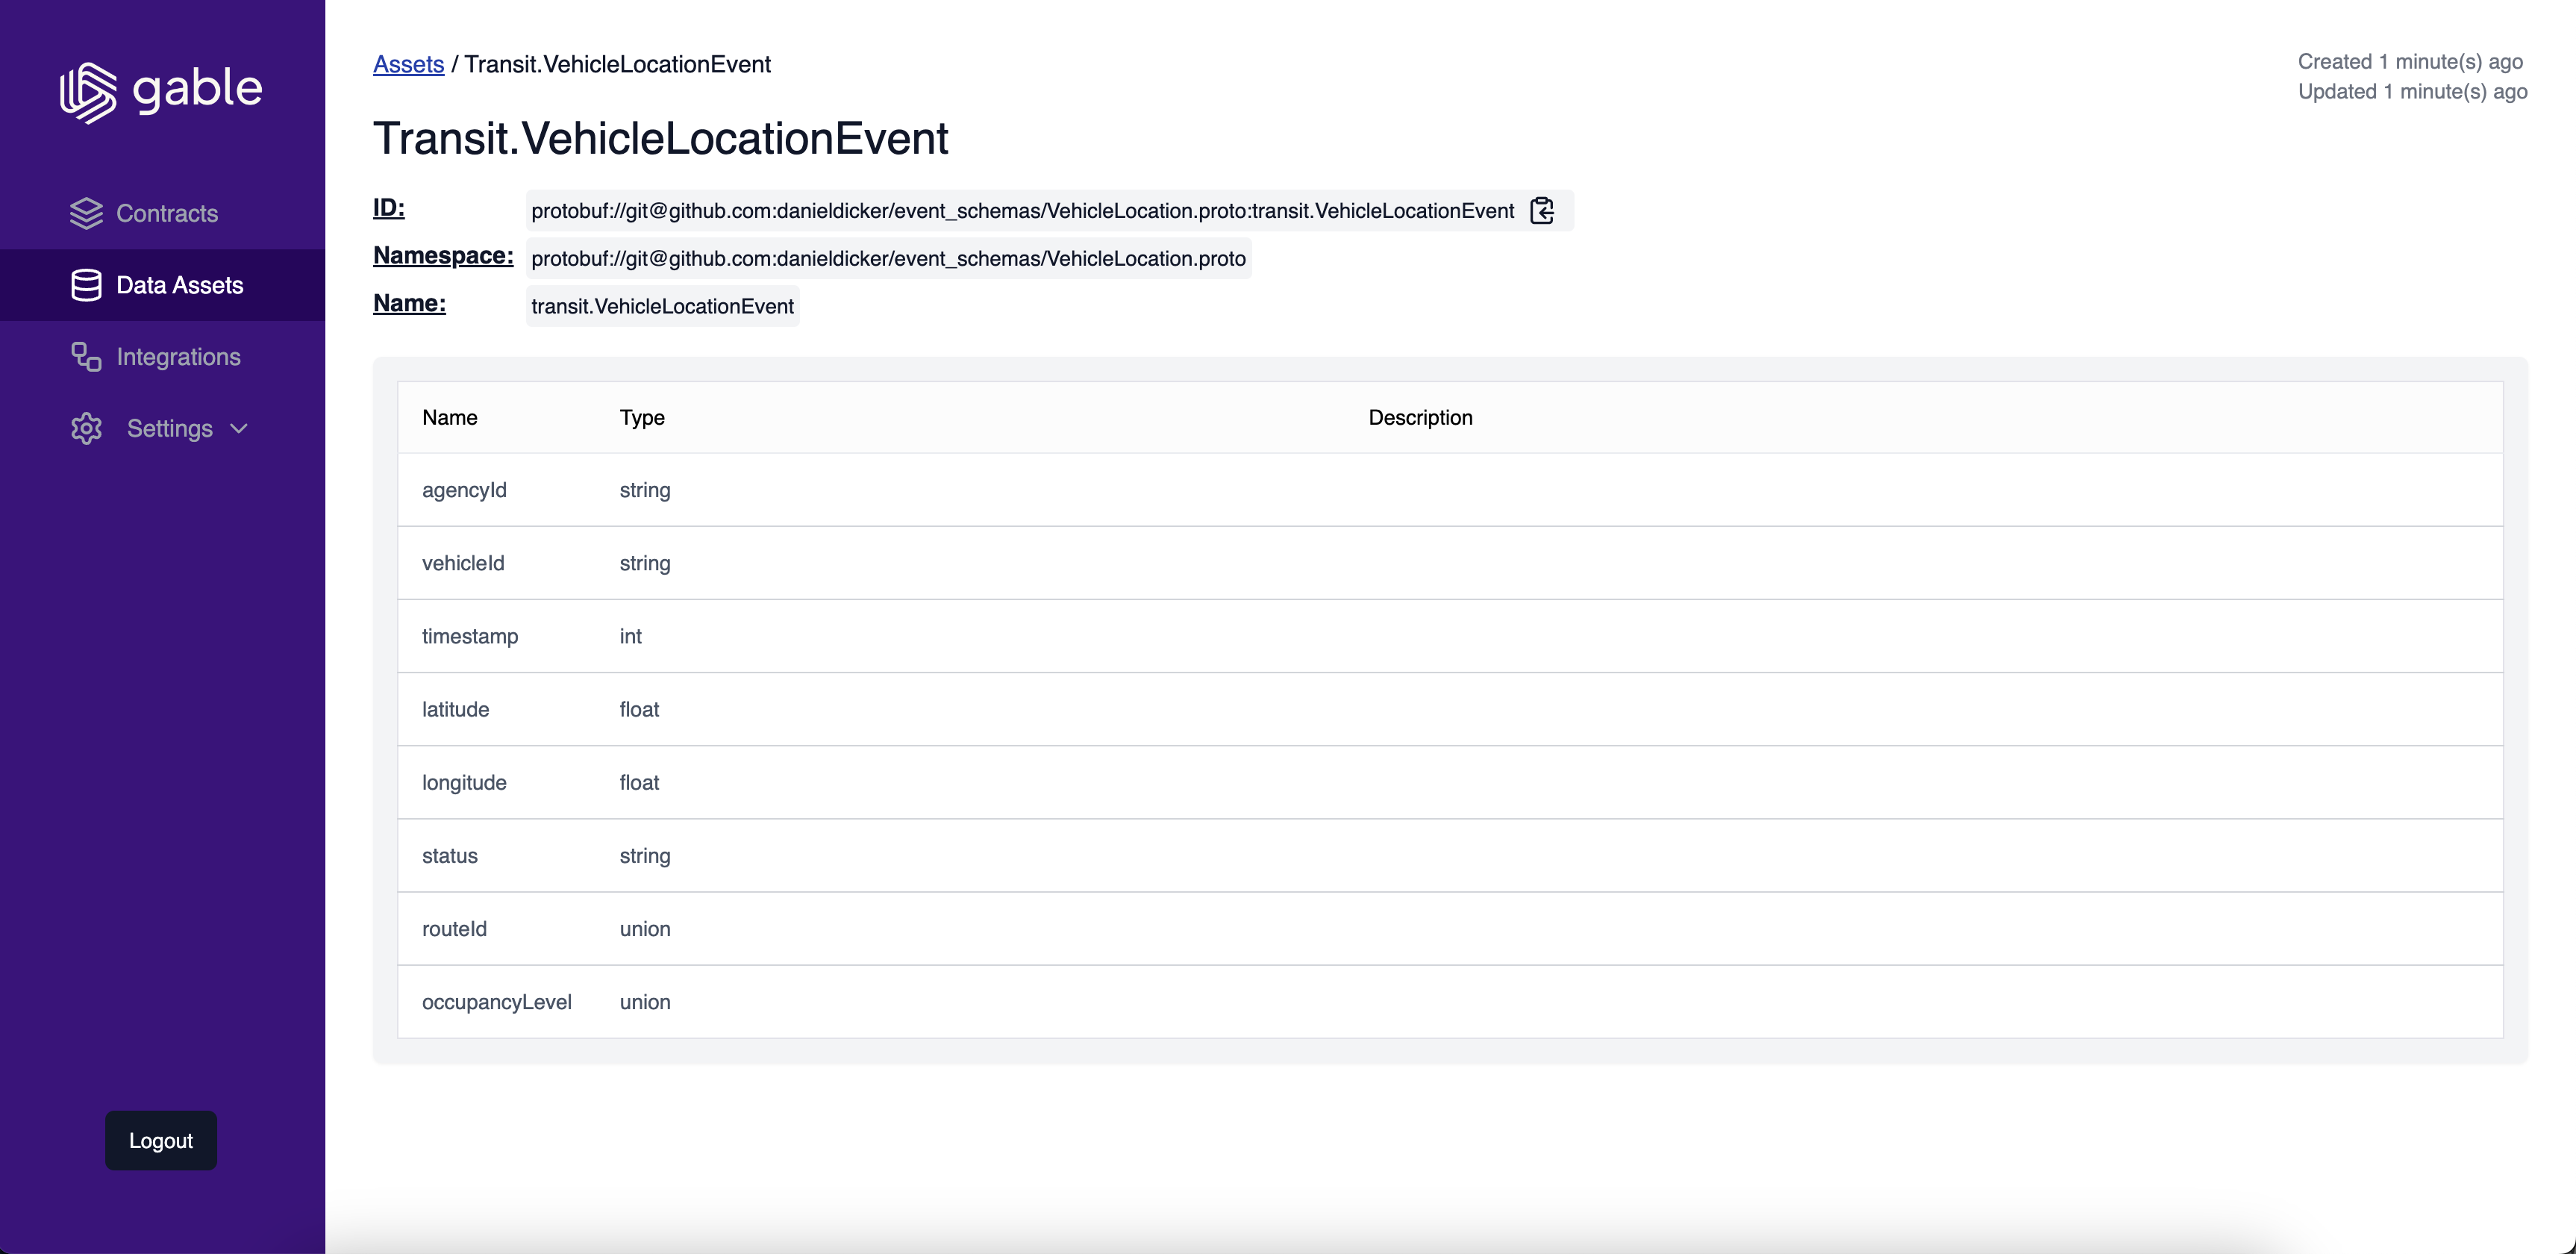 gable
Contracts
Data Assets
Integrations
Settings
Logout
Assets / Transit.VehicleLocationEvent
Created 1 minute(s) ago
Updated 1 minute(s) ago
Transit.VehicleLocationEvent
ID: protobuf://git@github.com:danieldicker/event_schemas/VehicleLocation.proto:transit.VehicleLocationEvent
Namespace: protobuf://git@github.com:danieldicker/event_schemas/VehicleLocation.proto
Name: transit.VehicleLocationEvent
Name Type Description
agencyId string
vehicleId string
timestamp int
latitude float
longitude float
status string
routeId union
occupancyLevel union